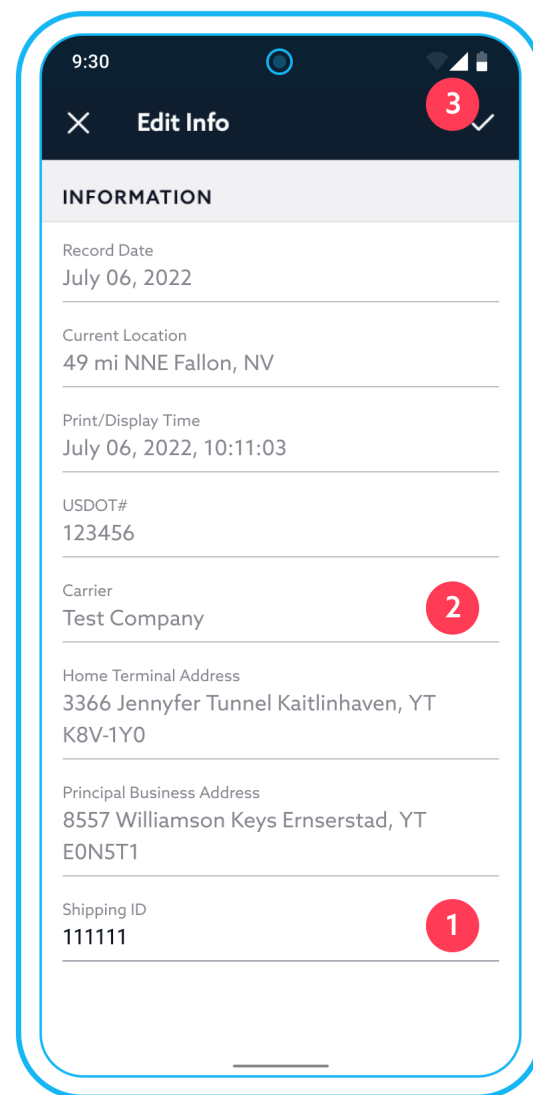 9:30
3
Edit Info
INFORMATION
Record Date
July 06, 2022
Current Location
49 mi NNE Fallon, NV
Print/Display Time
July 06, 2022, 10:11:03
USDOT#
123456
Carrier
Test Company
2
Home Terminal Address
3366 Jennyfer Tunnel Kaitlinhaven, YT
K8V-1Y0
Principal Business Address
8557 Williamson Keys Ernserstad, YT
E0N5T1
Shipping ID
111111
1